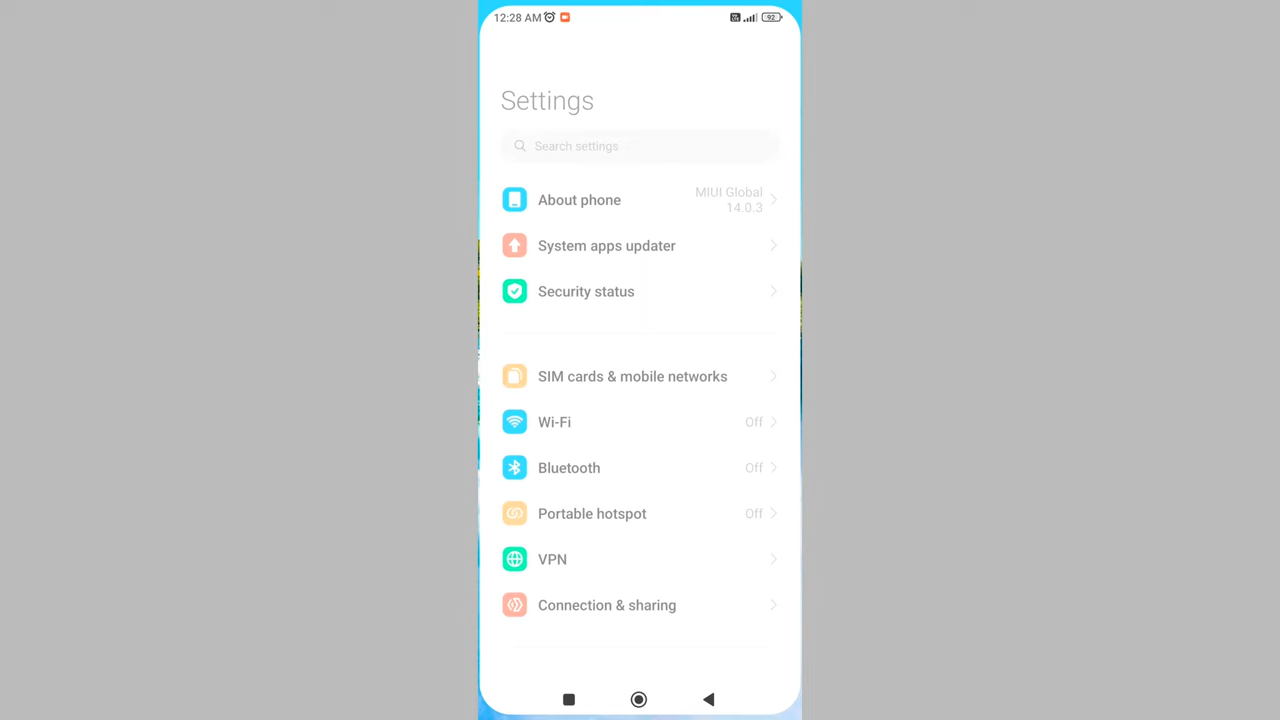 12:28 AM 92
Settings
Search settings
About phone
MIUI Global
14.0.3
System apps updater
Security status
SIM cards & mobile networks
Wi-Fi Off
Bluetooth Off
Portable hotspot Off
VPN
Connection & sharing